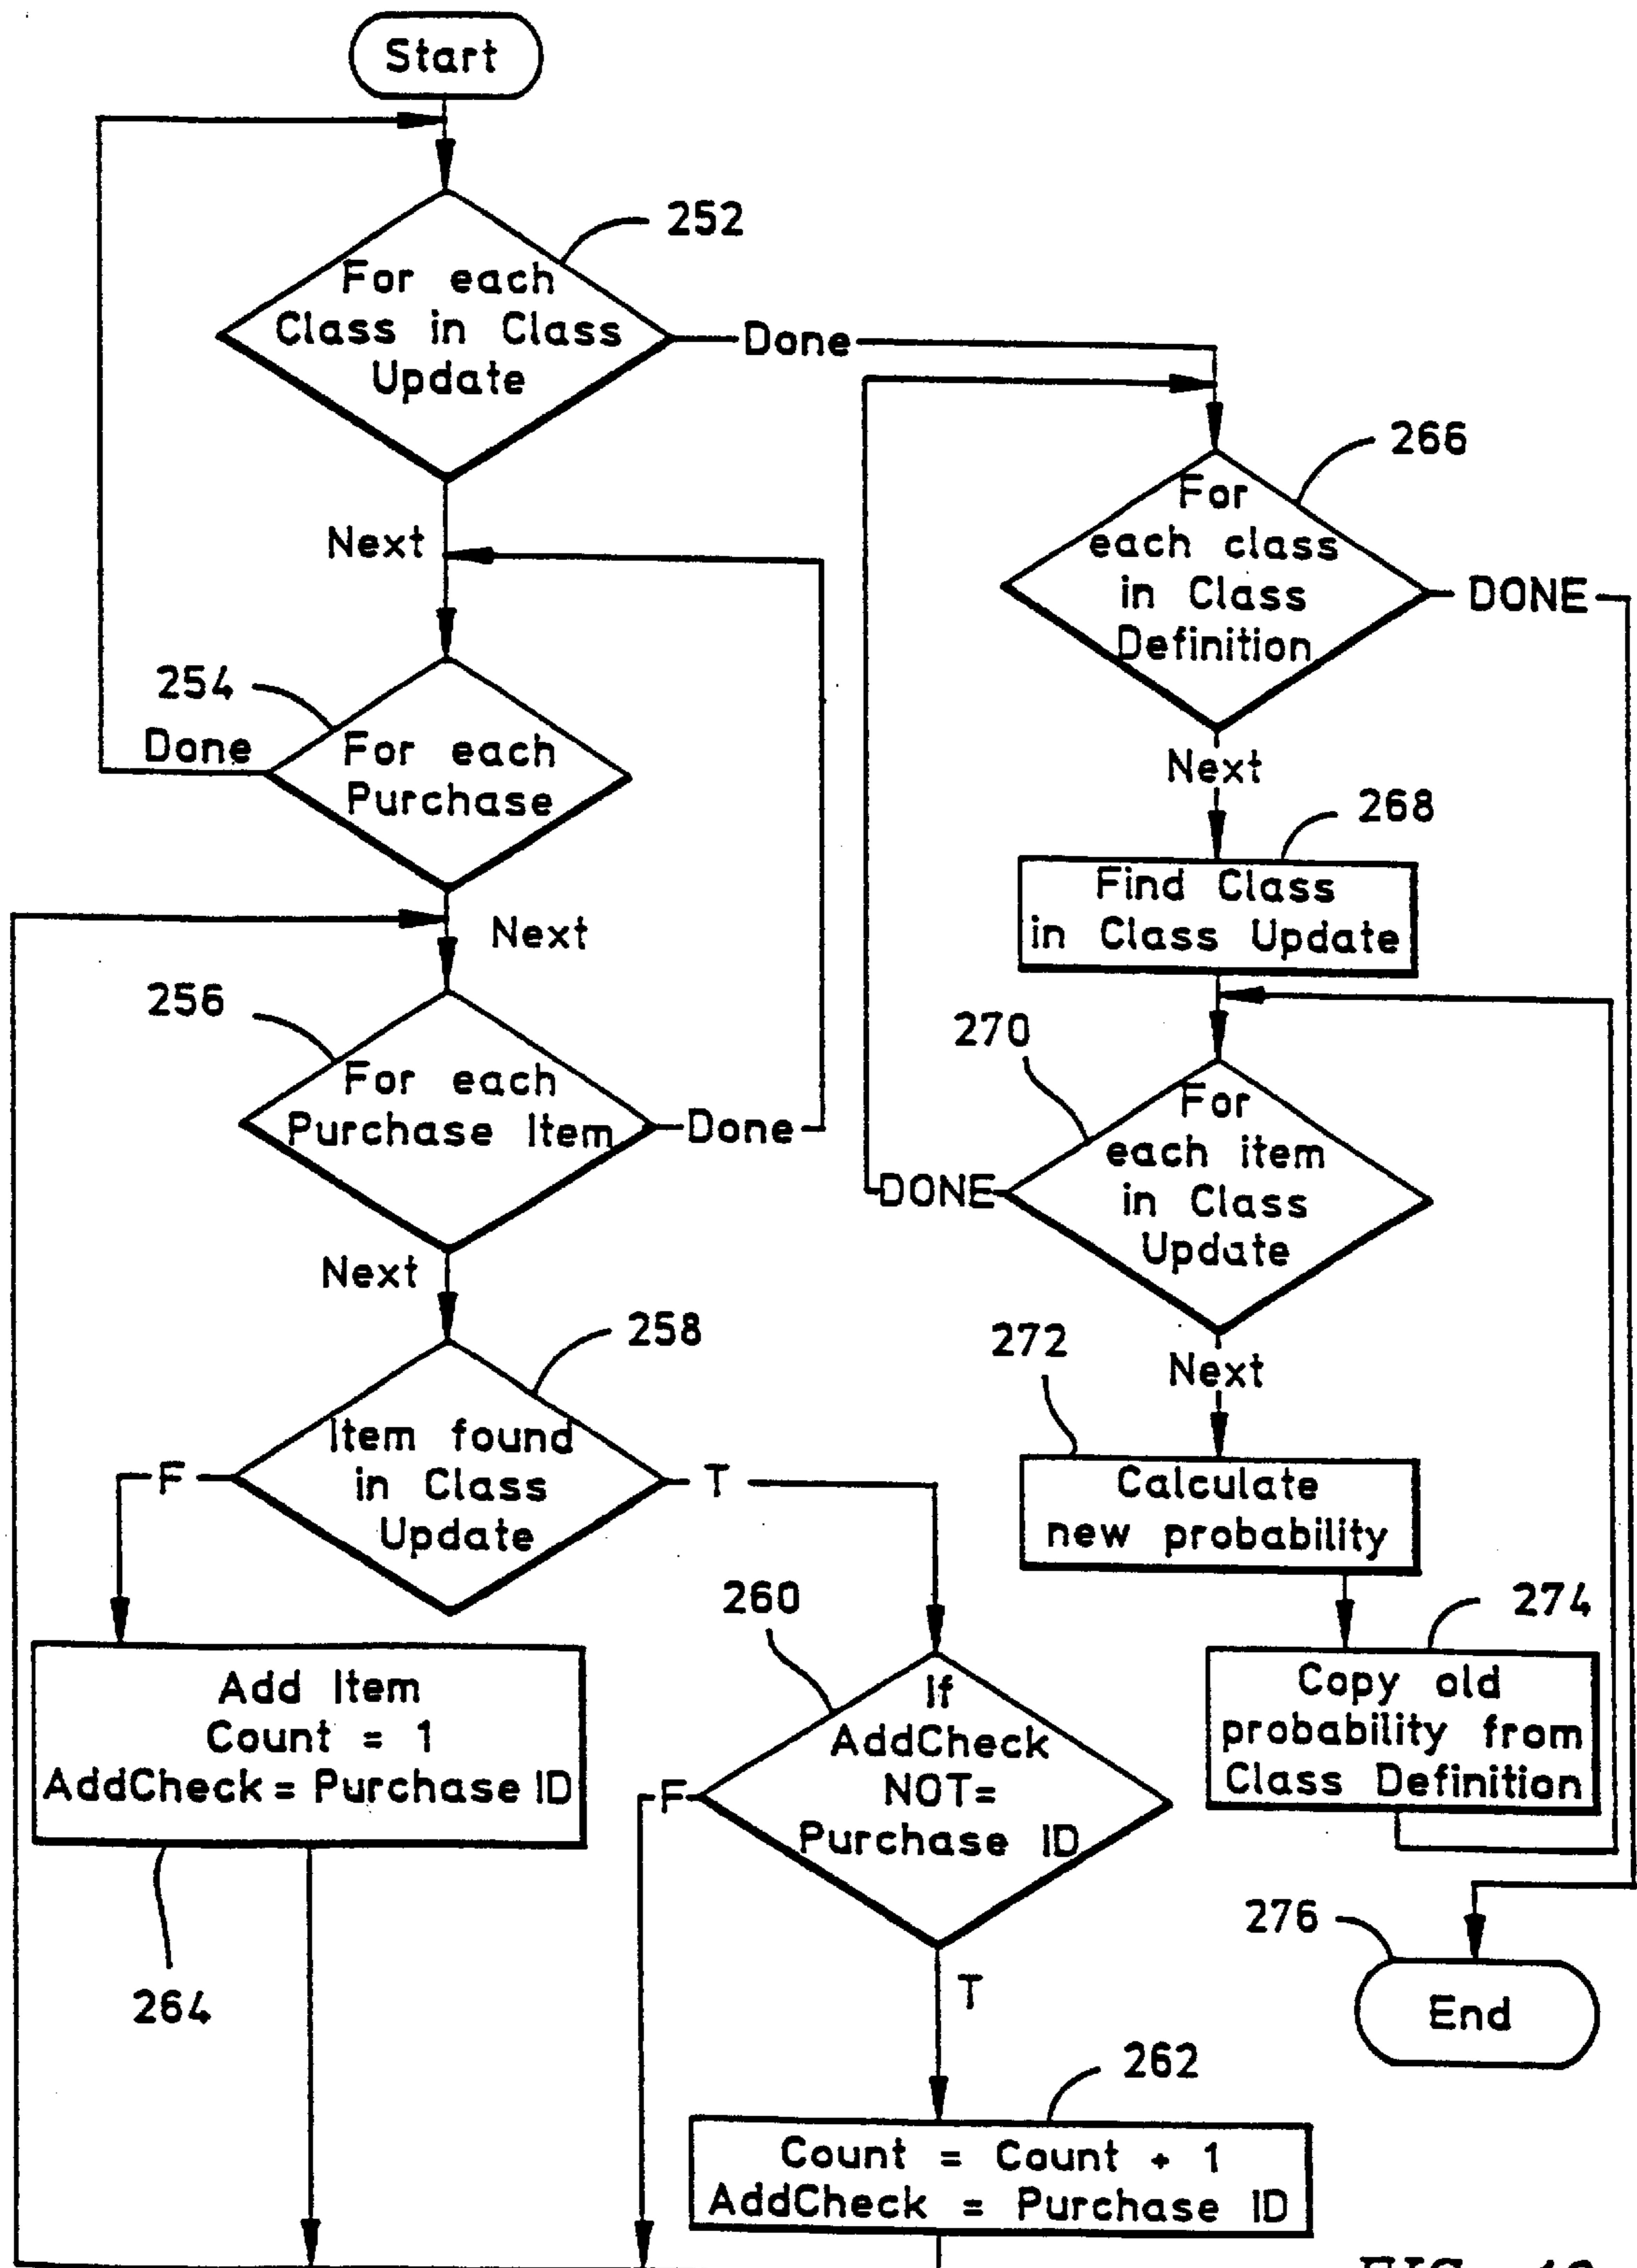 Start
252
For each
Class in Class
Update
Done
Next
266
For
each class
in Class
Definition
DONE
254
Done
For each
Purchase
Next
Next
268
Find Class
in Class Update
256
For each
Purchase Item
Done
270
For
each item
in Class
Update
DONE
Next
258
Item found
in Class
Update
F
T
272
Next
Calculate
new probability
260
If
AddCheck
NOT=
Purchase ID
F
T
274
Copy old
probability from
Class Definition
Add Item
Count = 1
AddCheck = Purchase ID
264
276
End
262
Count = Count + 1
AddCheck = Purchase ID